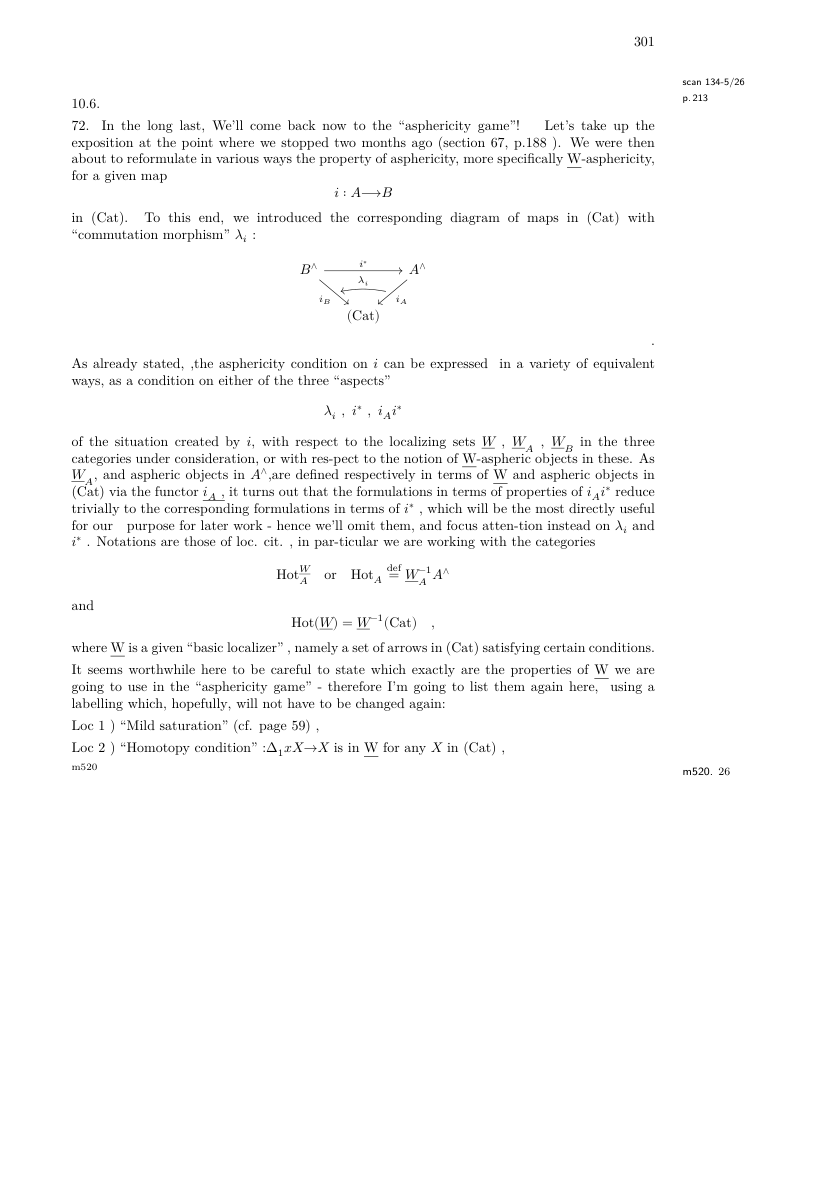 301
scan 134-5/26
p. 213
10.6.
72. In the long last, We'll come back now to the “asphericity game”! Let's take up the
exposition at the point where we stopped two months ago (section 67, p.188 ). We were then
about to reformulate in various ways the property of asphericity, more specifically W-asphericity,
for a given map
i : A⟶B
in (Cat). To this end, we introduced the corresponding diagram of maps in (Cat) with
“commutation morphism” λ_i :
B^∧ i* A^∧
λ_i
i_B i_A
(Cat)
.
As already stated, ,the asphericity condition on i can be expressed in a variety of equivalent
ways, as a condition on either of the three “aspects”
λ_i , i* , i_A i*
of the situation created by i, with respect to the localizing sets W , W_A , W_B in the three
categories under consideration, or with res-pect to the notion of W-aspheric objects in these. As
W_A, and aspheric objects in A^∧,are defined respectively in terms of W and aspheric objects in
(Cat) via the functor i_A , it turns out that the formulations in terms of properties of i_A i* reduce
trivially to the corresponding formulations in terms of i* , which will be the most directly useful
for our purpose for later work - hence we'll omit them, and focus atten-tion instead on λ_i and
i* . Notations are those of loc. cit. , in par-ticular we are working with the categories
Hot_A^W or Hot_A def= W_A^{-1}A^∧
and
Hot(W) = W^{-1}(Cat) ,
where W is a given “basic localizer” , namely a set of arrows in (Cat) satisfying certain conditions.
It seems worthwhile here to be careful to state which exactly are the properties of W we are
going to use in the “asphericity game” - therefore I'm going to list them again here, using a
labelling which, hopefully, will not have to be changed again:
Loc 1 ) “Mild saturation” (cf. page 59) ,
Loc 2 ) “Homotopy condition” :Δ_1xX→X is in W for any X in (Cat) ,
m520
m520. 26